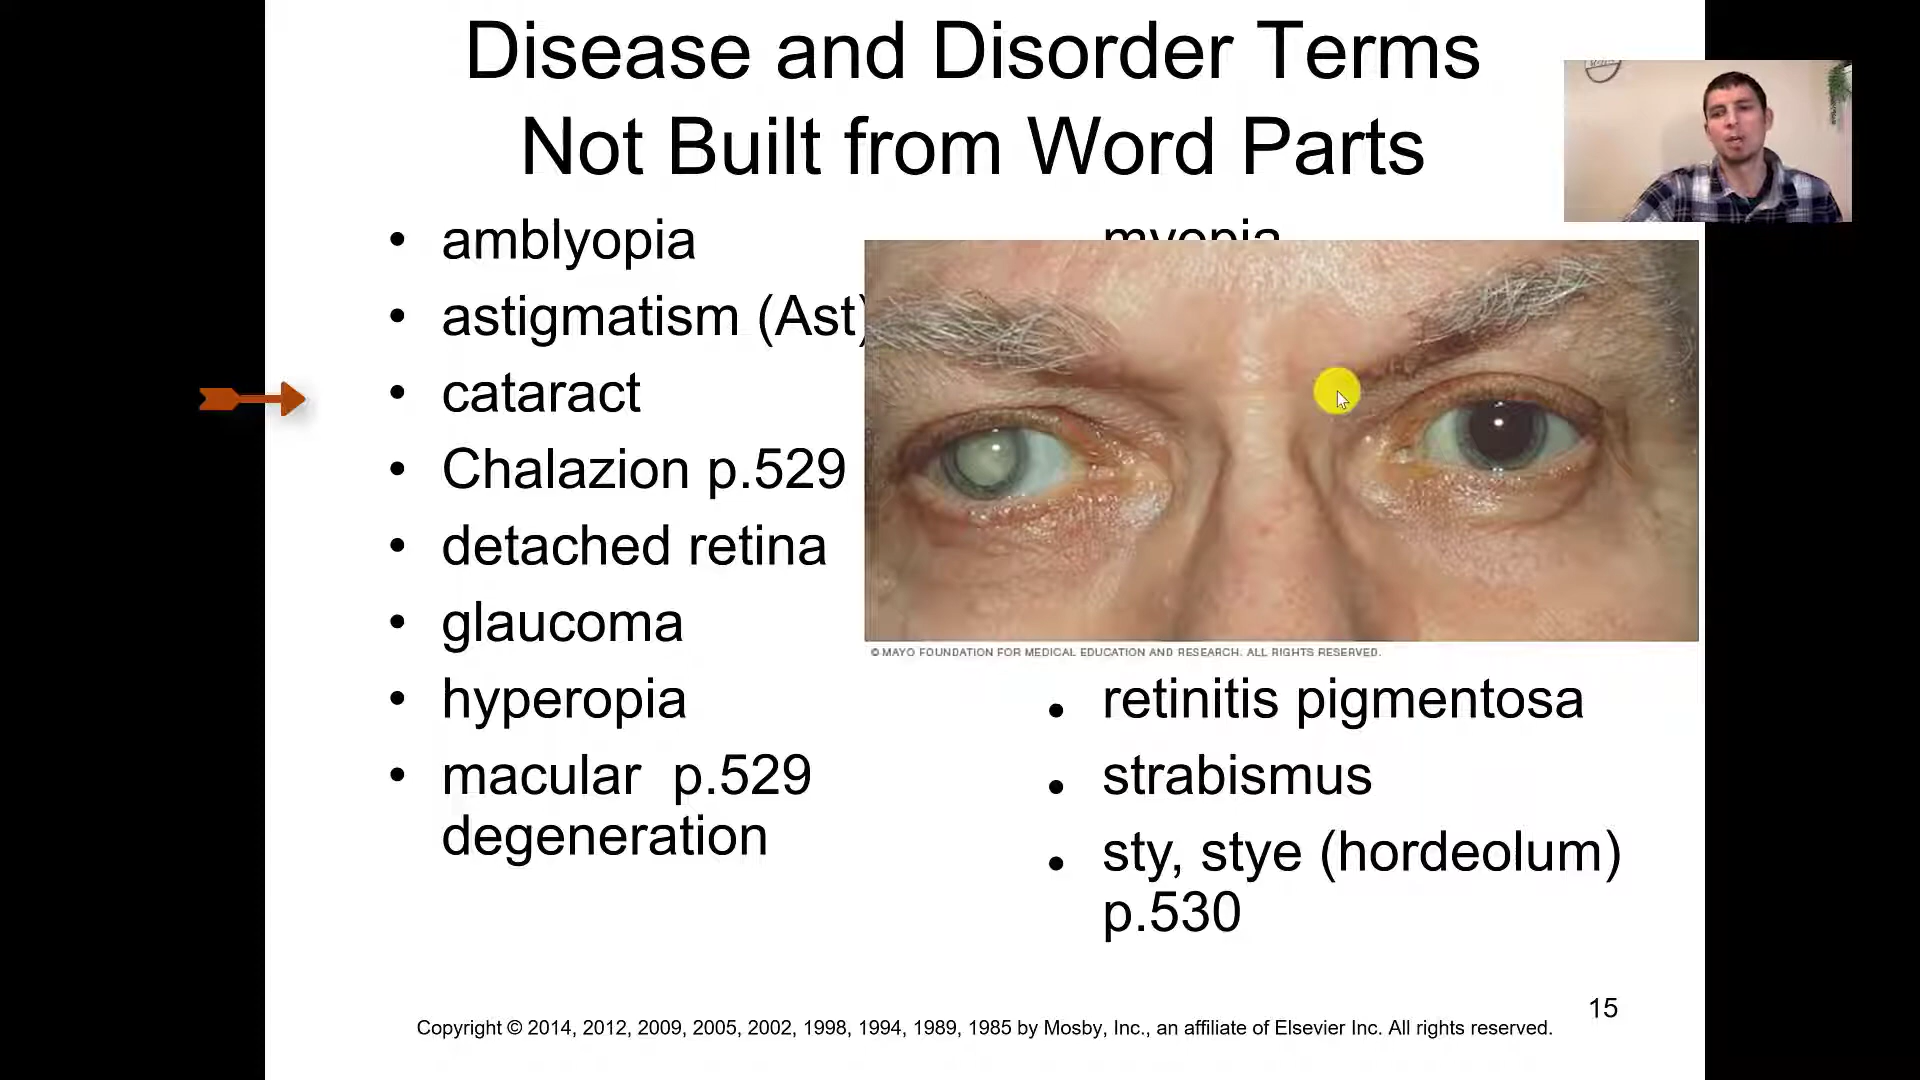 Disease and Disorder Terms
Not Built from Word Parts
• amblyopia
• astigmatism (Ast)
• cataract
• Chalazion p.529
• detached retina
• glaucoma
• hyperopia
• macular p.529
degeneration
myopia
© MAYO FOUNDATION FOR MEDICAL EDUCATION AND RESEARCH. ALL RIGHTS RESERVED.
• retinitis pigmentosa
• strabismus
• sty, stye (hordeolum)
p.530
15
Copyright © 2014, 2012, 2009, 2005, 2002, 1998, 1994, 1989, 1985 by Mosby, Inc., an affiliate of Elsevier Inc. All rights reserved.